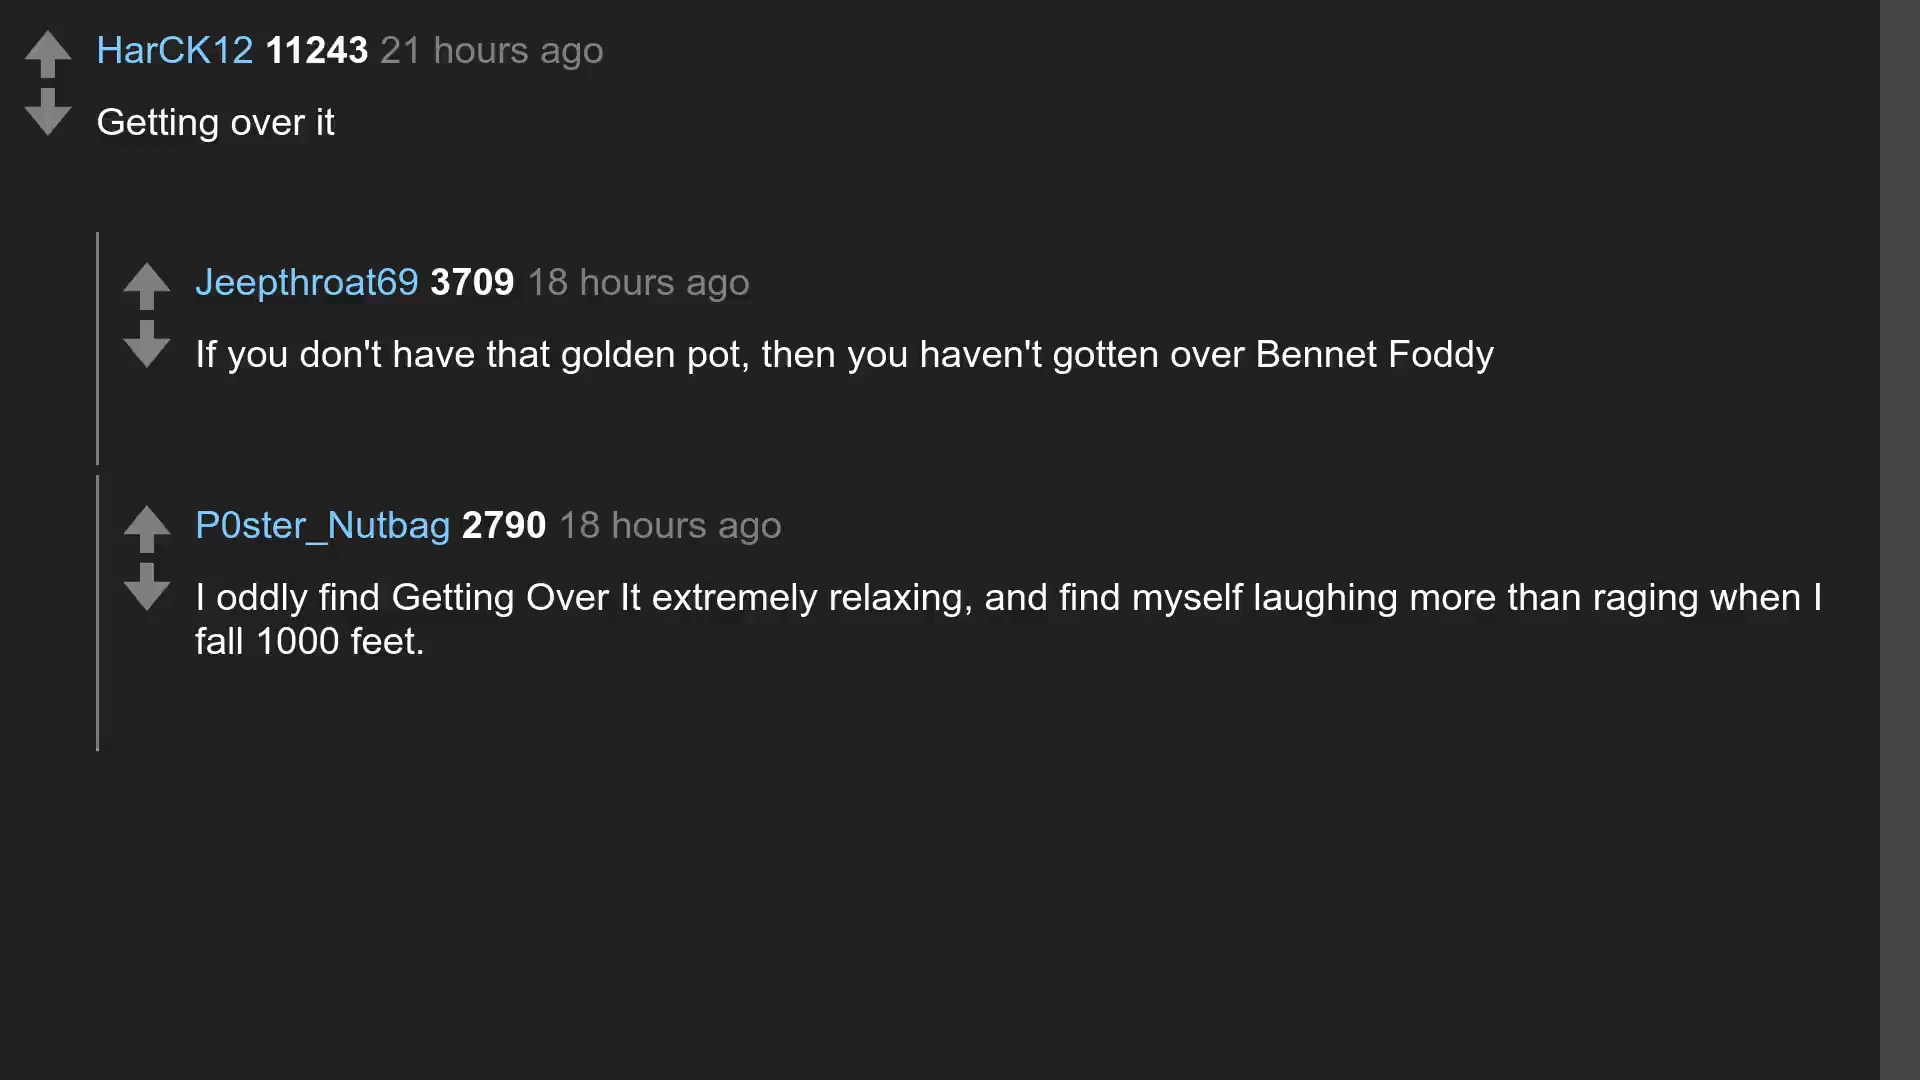 HarCK12 11243 21 hours ago
Getting over it
Jeepthroat69 3709 18 hours ago
If you don't have that golden pot, then you haven't gotten over Bennet Foddy
P0ster_Nutbag 2790 18 hours ago
I oddly find Getting Over It extremely relaxing, and find myself laughing more than raging when I
fall 1000 feet.